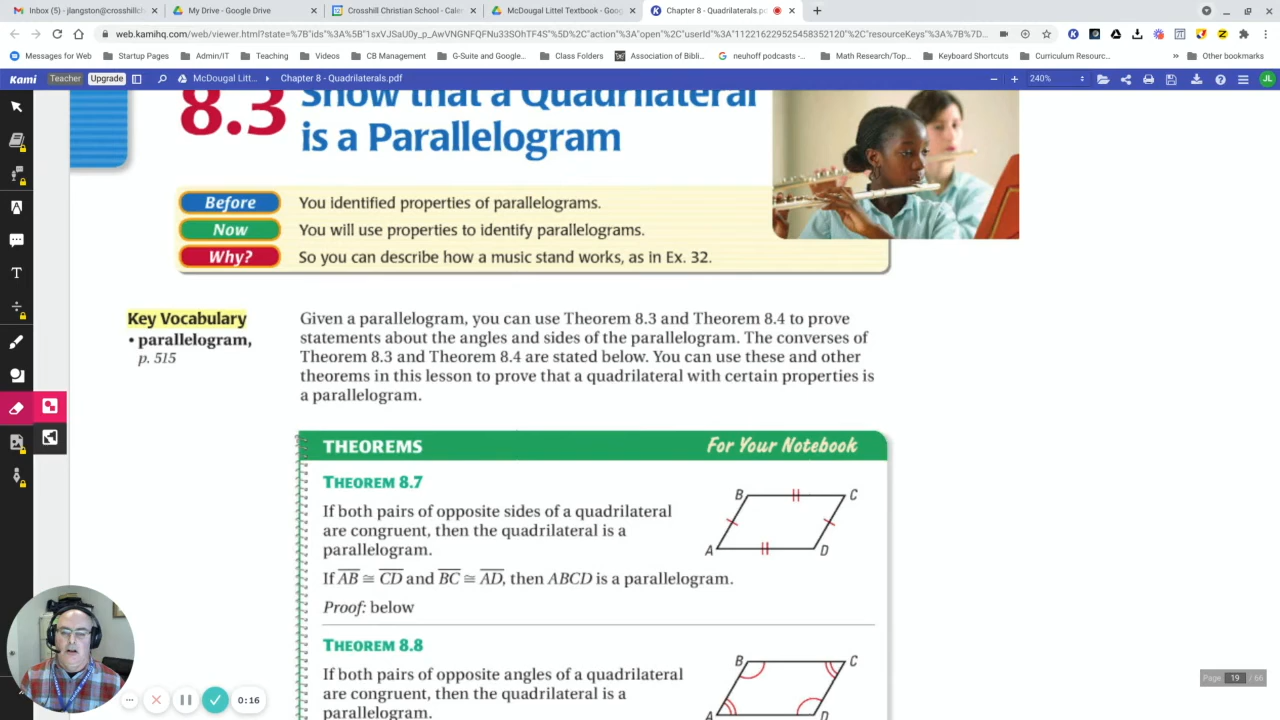 Inbox (5) - jlangston@crosshillch
My Drive - Google Drive
Crosshill Christian School - Caler
McDougal Littel Textbook - Goog
Chapter 8 - Quadrilaterals.pd
Messages for Web
Startup Pages
Admin/IT
Teaching
Videos
CB Management
G-Suite and Google...
Class Folders
Association of Bibli...
neuhoff podcasts -...
Math Research/Top...
Keyboard Shortcuts
Curriculum Resourc...
Other bookmarks
Kami
Teacher
Upgrade
McDougal Litt...
Chapter 8 - Quadrilaterals.pdf
240%
8.3 Show that a Quadrilateral
is a Parallelogram
Before You identified properties of parallelograms.
Now You will use properties to identify parallelograms.
Why? So you can describe how a music stand works, as in Ex. 32.
Key Vocabulary
• parallelogram,
p. 515
Given a parallelogram, you can use Theorem 8.3 and Theorem 8.4 to prove
statements about the angles and sides of the parallelogram. The converses of
Theorem 8.3 and Theorem 8.4 are stated below. You can use these and other
theorems in this lesson to prove that a quadrilateral with certain properties is
a parallelogram.
THEOREMS
For Your Notebook
THEOREM 8.7
If both pairs of opposite sides of a quadrilateral
are congruent, then the quadrilateral is a
parallelogram.
If AB ≅ CD and BC ≅ AD, then ABCD is a parallelogram.
Proof: below
B
C
A
D
THEOREM 8.8
If both pairs of opposite angles of a quadrilateral
are congruent, then the quadrilateral is a
parallelogram.
B
C
A
D
Page 19 / 66
0:16